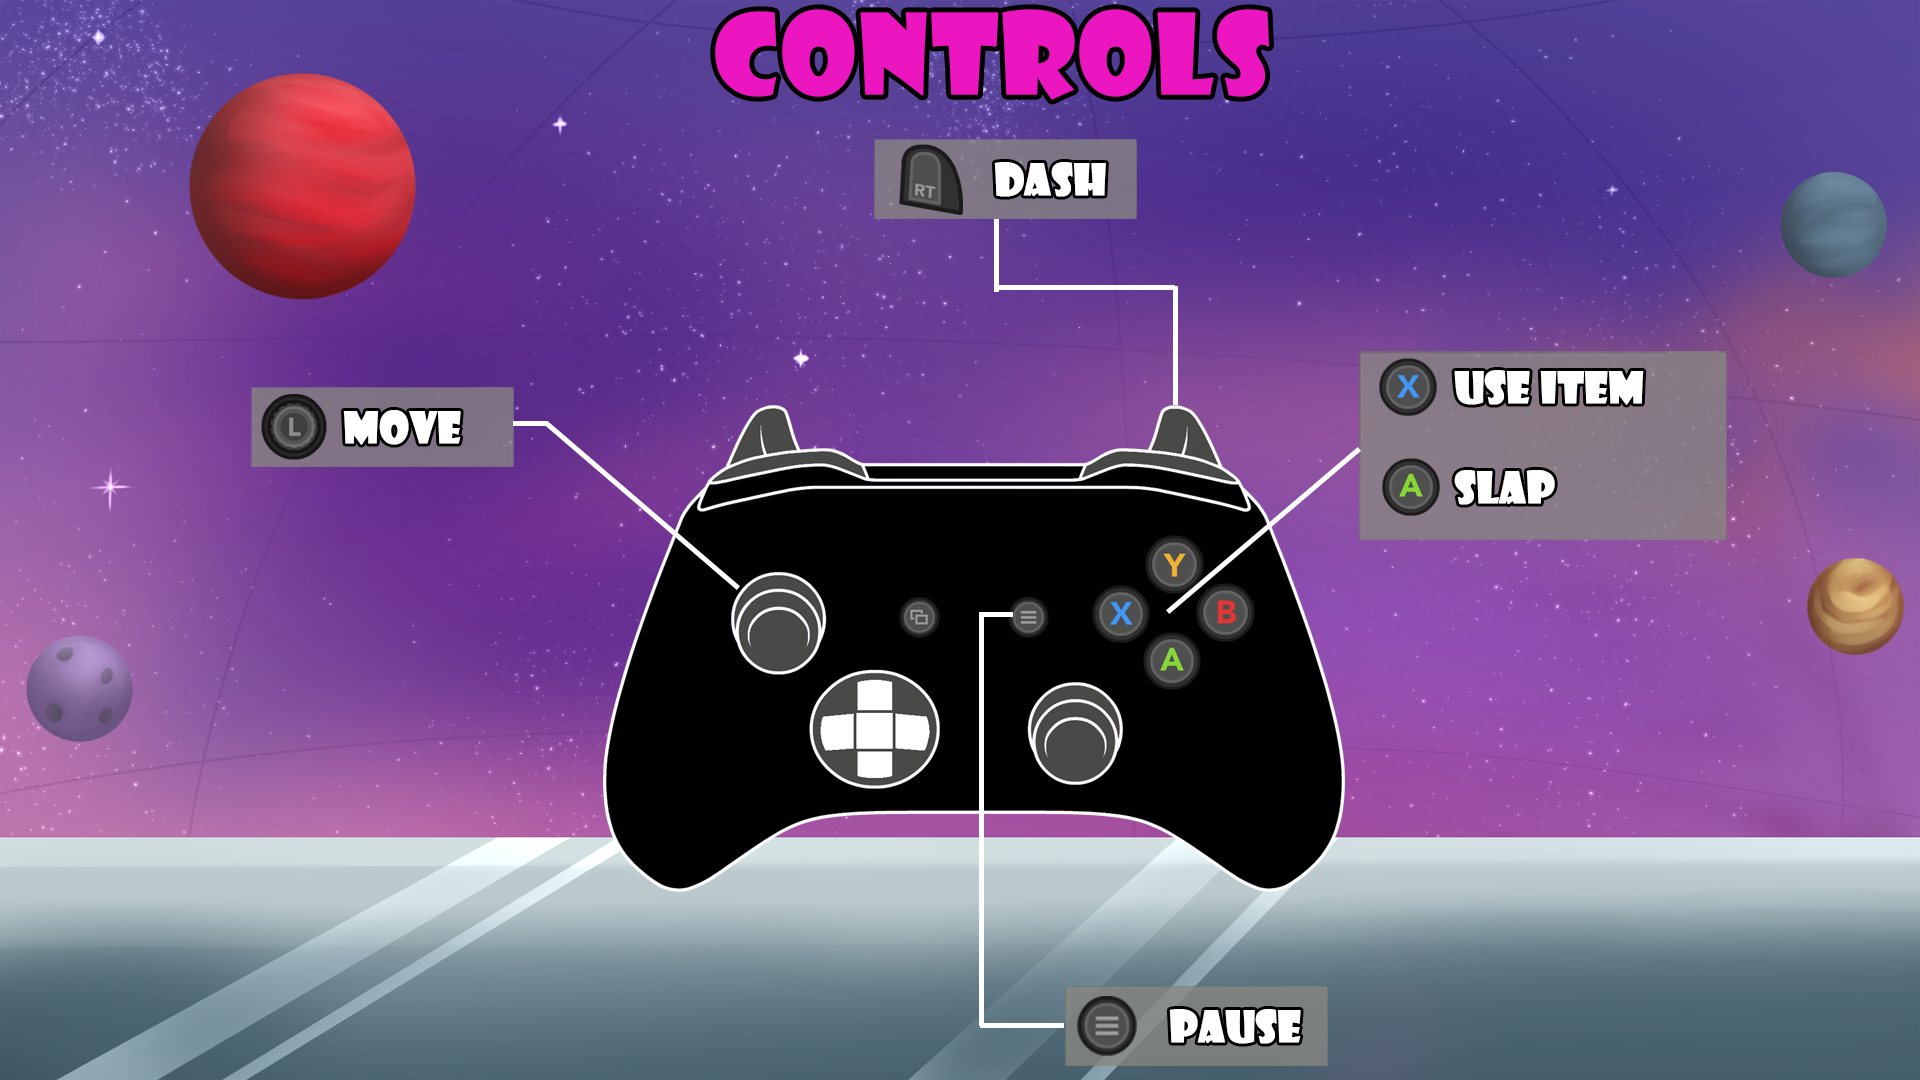 CONTROLS
RT DASH
L MOVE
X USE ITEM
A SLAP
Y
X B
A
PAUSE